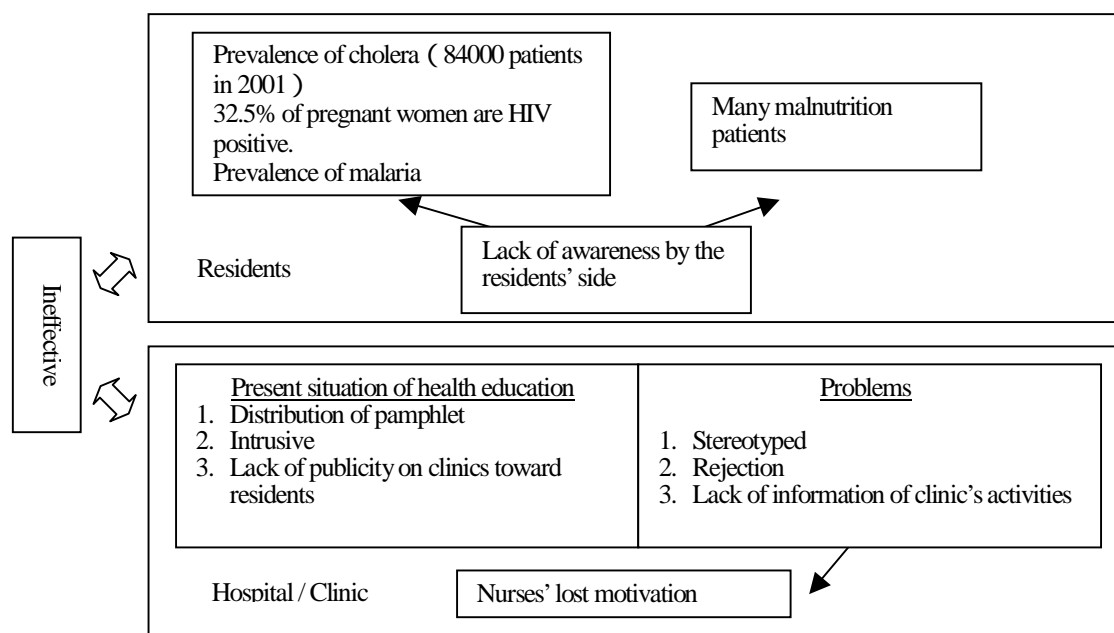 Prevalence of cholera ( 84000 patients
in 2001 )
32.5% of pregnant women are HIV
positive.
Prevalence of malaria
Many malnutrition
patients
Lack of awareness by the
residents' side
Residents
Ineffective
Present situation of health education
1. Distribution of pamphlet
2. Intrusive
3. Lack of publicity on clinics toward
residents
Problems
1. Stereotyped
2. Rejection
3. Lack of information of clinic's activities
Hospital / Clinic
Nurses' lost motivation